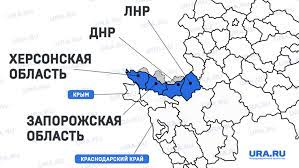 ЛНР
ДНР
ХЕРСОНСКАЯ
ОБЛАСТЬ
КРЫМ
ЗАПОРОЖСКАЯ
ОБЛАСТЬ
КРАСНОДАРСКИЙ КРАЙ
URA.RU